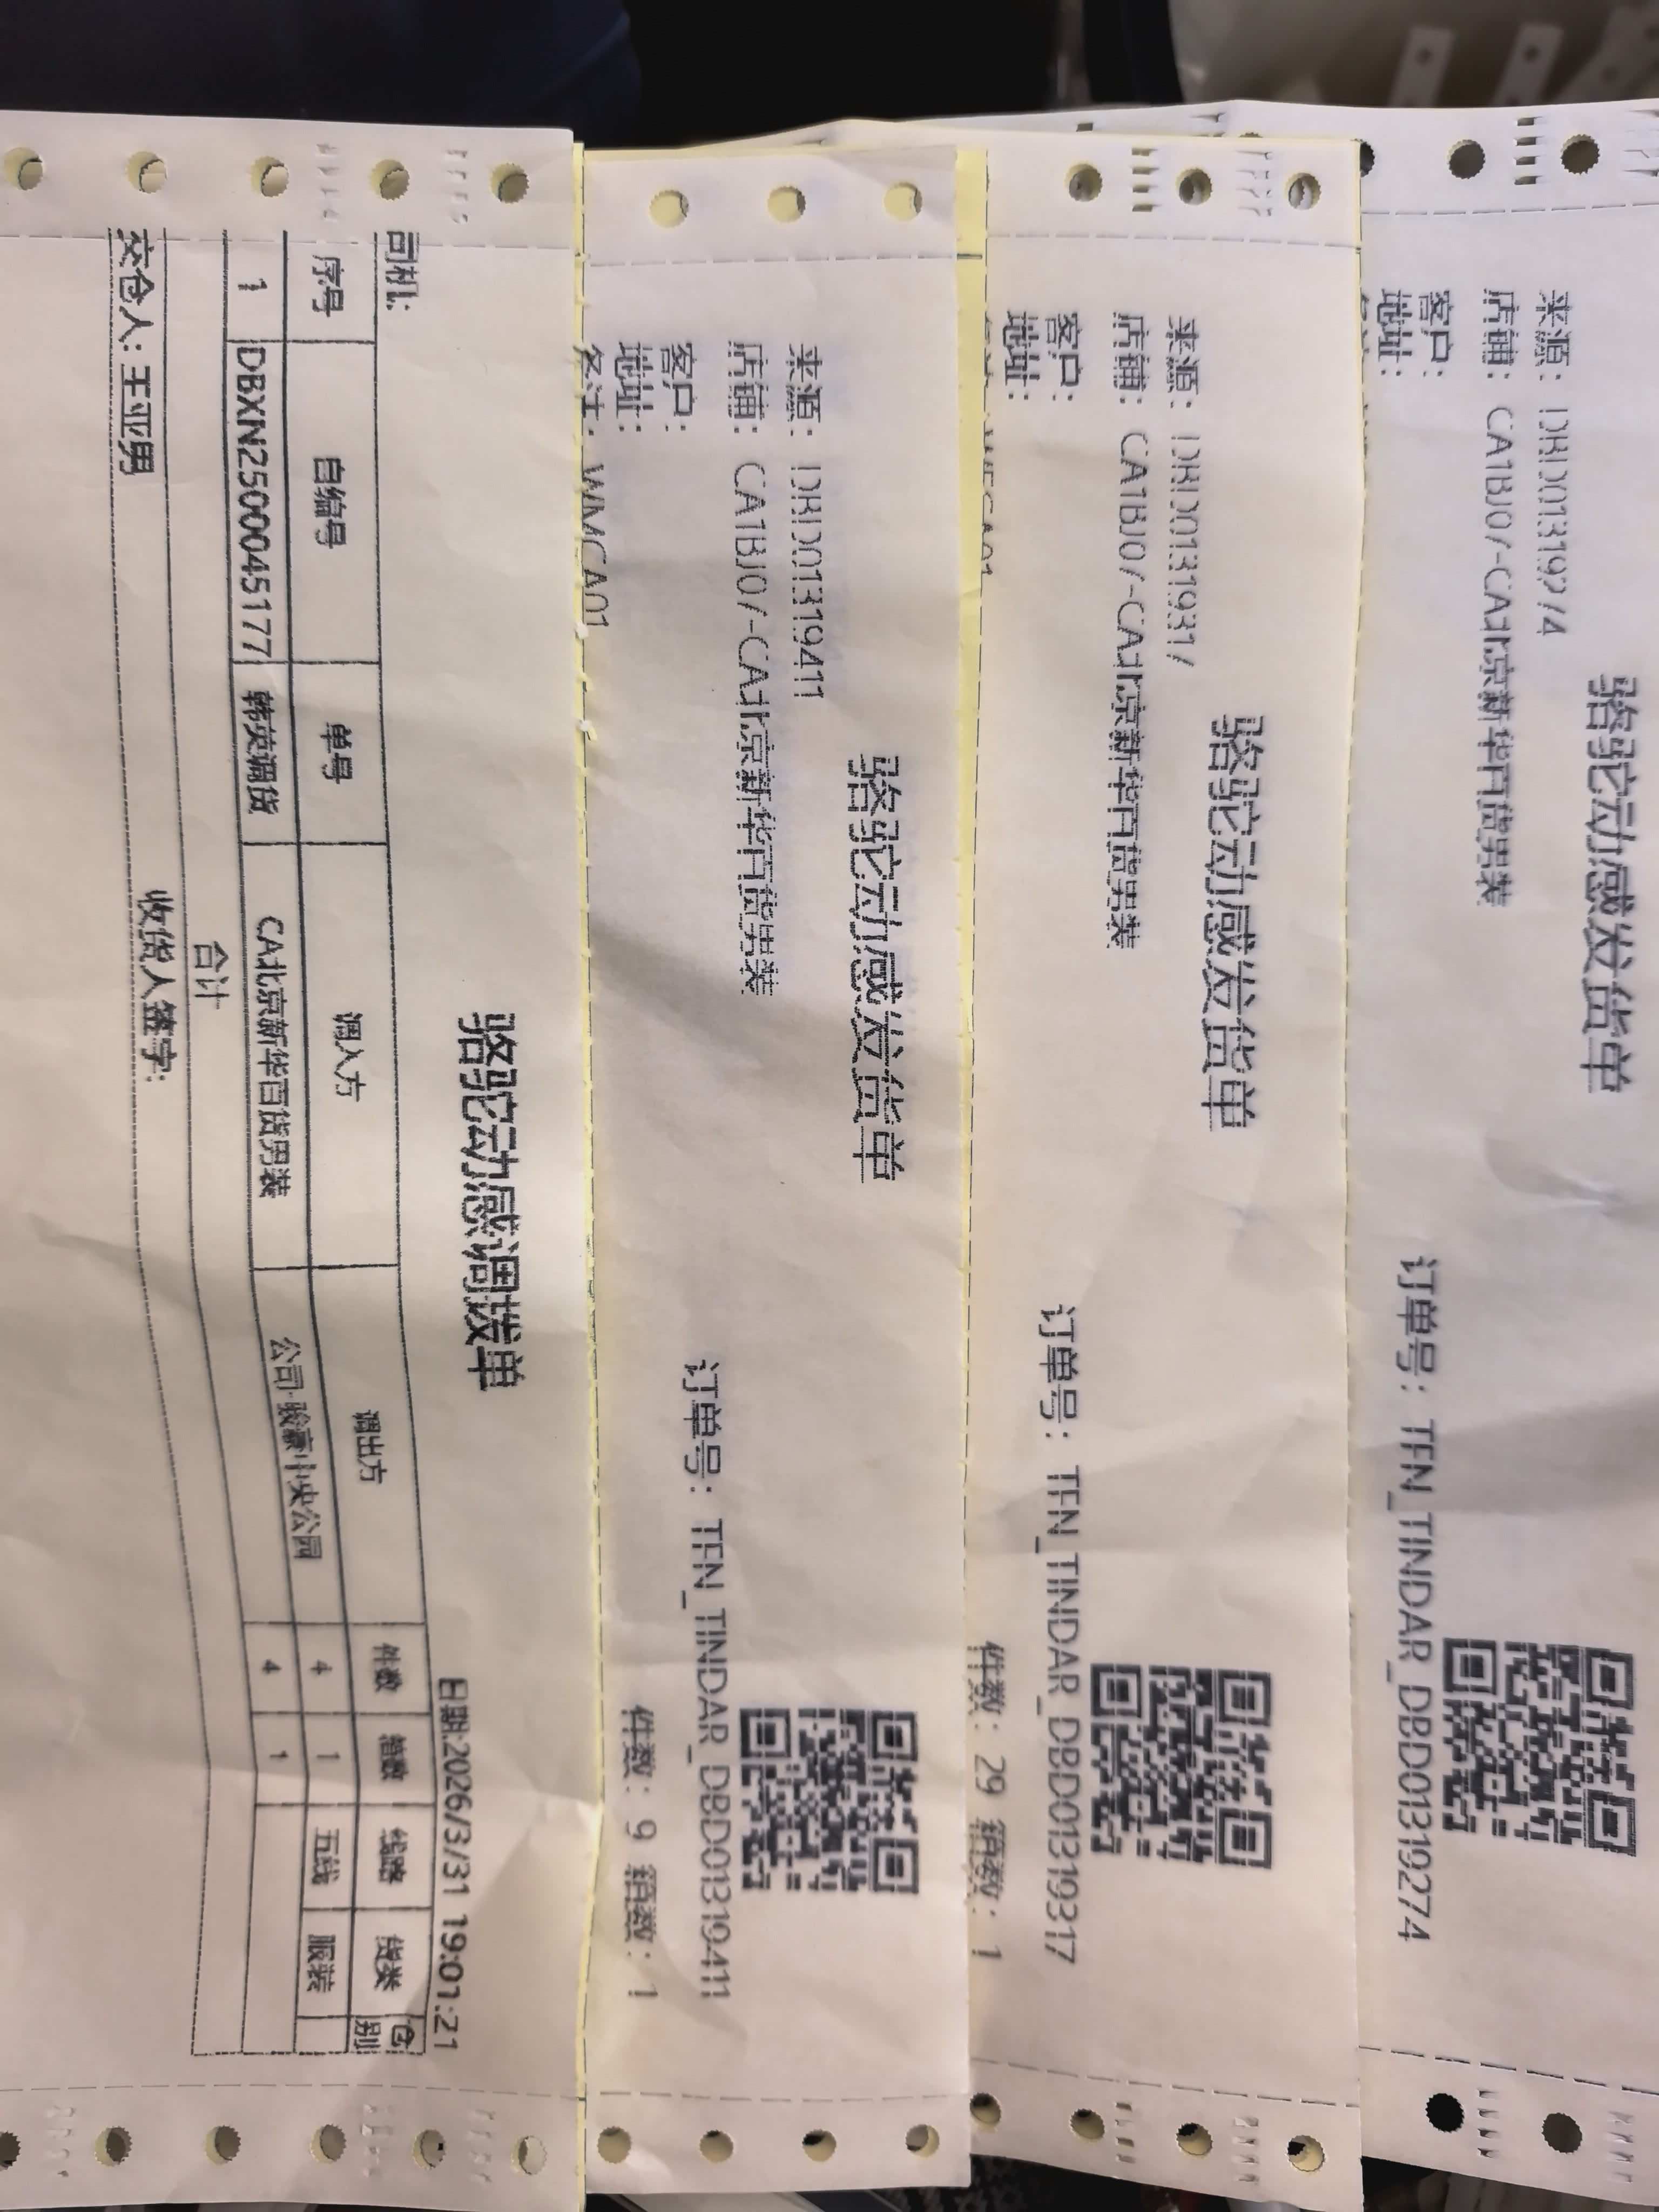 骆驼动感发货单
来源：DBD01319274
店铺：CA1BJ07-CA北京新华百货男装
客户：
地址：
订单号：TFN_TINDAR_DBD01319274
骆驼动感发货单
来源：DBD01319317
店铺：CA1BJ07-CA北京新华百货男装
客户：
地址：
订单号：TFN_TINDAR_DBD01319317
件数：29 箱数：1
骆驼动感发货单
来源：DBD01319411
店铺：CA1BJ07-CA北京新华百货男装
客户：
地址：
订单号：TFN_TINDAR_DBD01319411
备注：WMCA01
件数：9 箱数：1
骆驼动感调拨单
司机：
日期:2026/3/31 19:01:21
序号 自编号 单号 调入方 调出方 件数 箱数 线路 货类 仓别
1 DBXN2500045177 韩英调货 CA北京新华百货男装 公司-骏豪中央公园 4 1 五线 服装
合计 4 1
交仓人：王亚男 收货人签字：